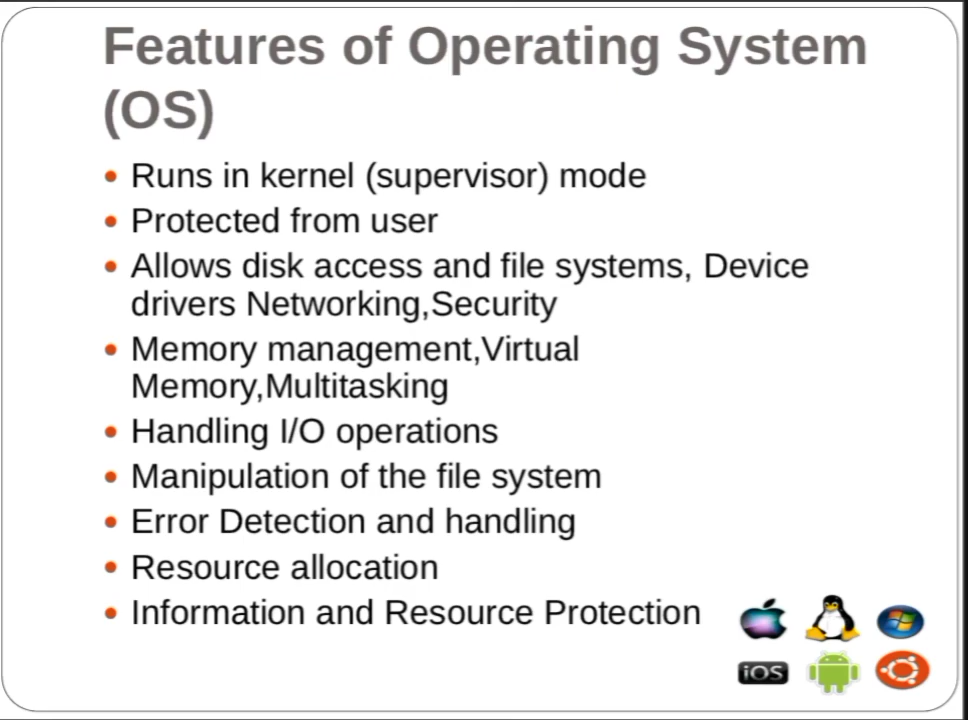 Features of Operating System
(OS)
• Runs in kernel (supervisor) mode
• Protected from user
• Allows disk access and file systems, Device
drivers Networking,Security
• Memory management,Virtual
Memory,Multitasking
• Handling I/O operations
• Manipulation of the file system
• Error Detection and handling
• Resource allocation
• Information and Resource Protection
iOS